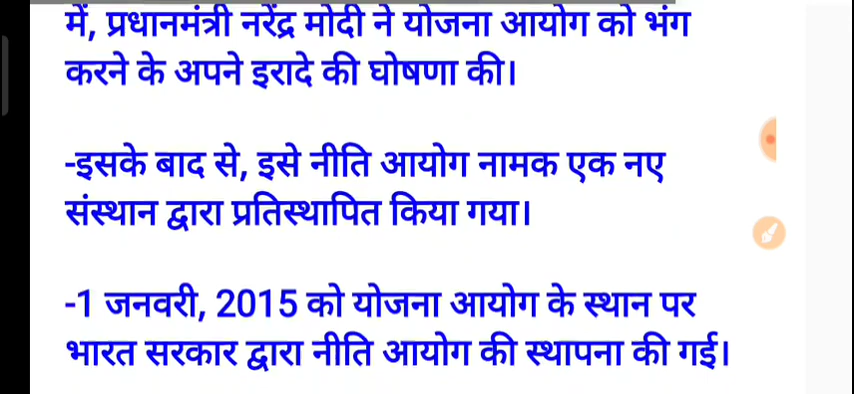 में, प्रधानमंत्री नरेंद्र मोदी ने योजना आयोग को भंग
करने के अपने इरादे की घोषणा की।
-इसके बाद से, इसे नीति आयोग नामक एक नए
संस्थान द्वारा प्रतिस्थापित किया गया।
-1 जनवरी, 2015 को योजना आयोग के स्थान पर
भारत सरकार द्वारा नीति आयोग की स्थापना की गई।